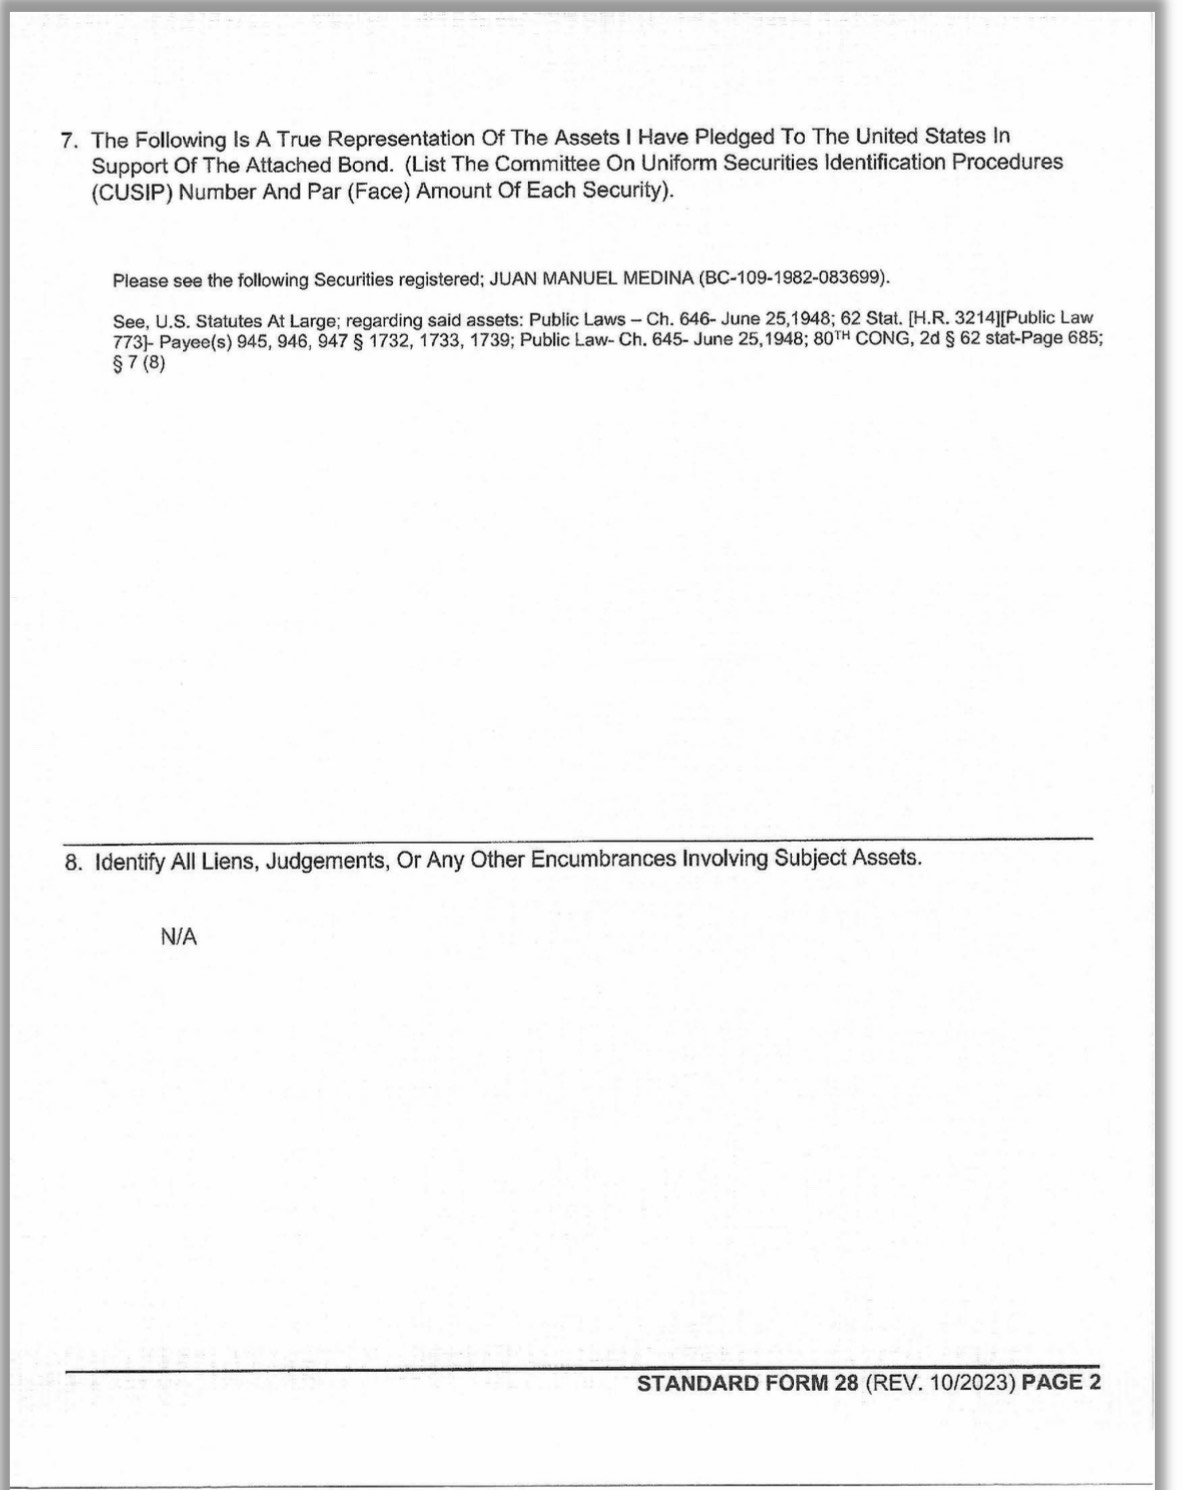 7. The Following Is A True Representation Of The Assets I Have Pledged To The United States In
Support Of The Attached Bond. (List The Committee On Uniform Securities Identification Procedures
(CUSIP) Number And Par (Face) Amount Of Each Security).
Please see the following Securities registered; JUAN MANUEL MEDINA (BC-109-1982-083699).
See, U.S. Statutes At Large; regarding said assets: Public Laws – Ch. 646- June 25,1948; 62 Stat. [H.R. 3214][Public Law
773]- Payee(s) 945, 946, 947 § 1732, 1733, 1739; Public Law- Ch. 645- June 25,1948; 80TH CONG, 2d § 62 stat-Page 685;
§ 7 (8)
8. Identify All Liens, Judgements, Or Any Other Encumbrances Involving Subject Assets.
N/A
STANDARD FORM 28 (REV. 10/2023) PAGE 2